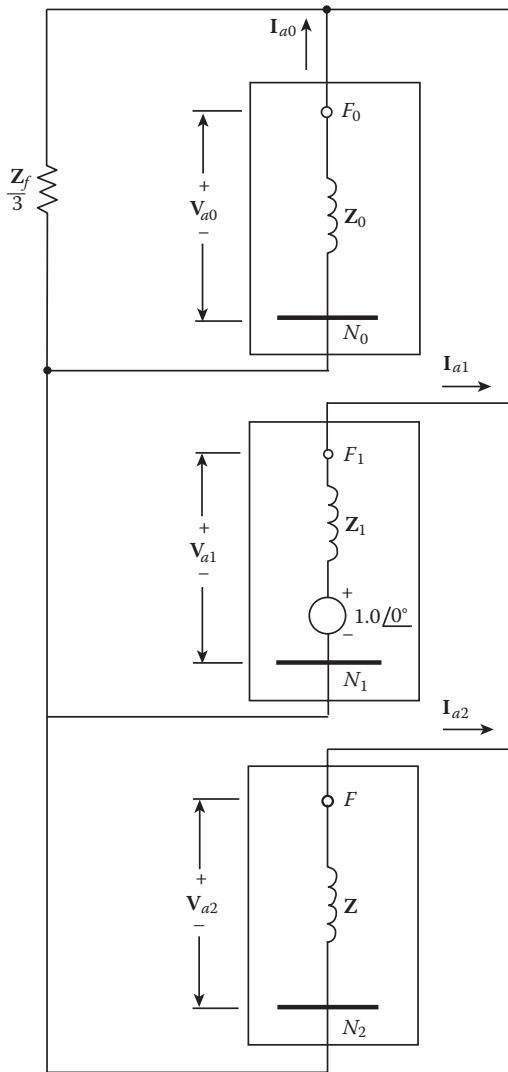 I_a0
F_0
Z_f
3
+
V_a0
−
Z_0
N_0
I_a1
F_1
+
V_a1
−
Z_1
+
1.0/0°
−
N_1
I_a2
F
+
V_a2
−
Z
N_2